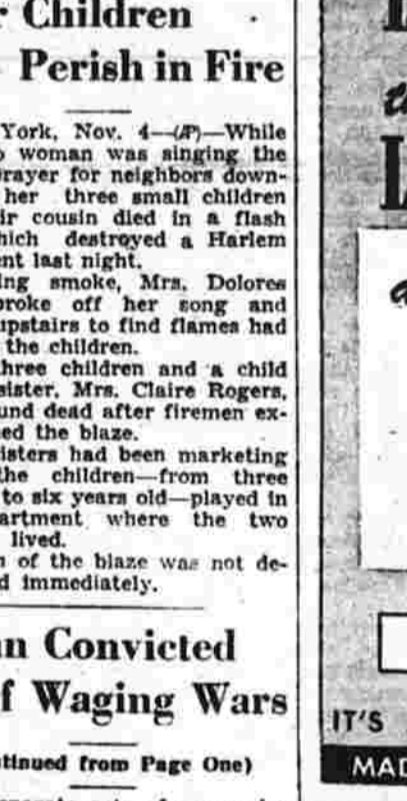 r Children
Perish in Fire
York, Nov. 4—(AP)—While
woman was singing the
rayer for neighbors down-
her three small children
ir cousin died in a flash
hich destroyed a Harlem
nt last night.
ing smoke, Mrs. Dolores
broke off her song and
upstairs to find flames had
the children.
hree children and a child
sister, Mrs. Claire Rogers,
und dead after firemen ex-
ed the blaze.
isters had been marketing
the children—from three
to six years old—played in
artment where the two
lived.
n of the blaze was not de-
d immediately.
an Convicted
f Waging Wars
tinued from Page One)
IT'S
MAD